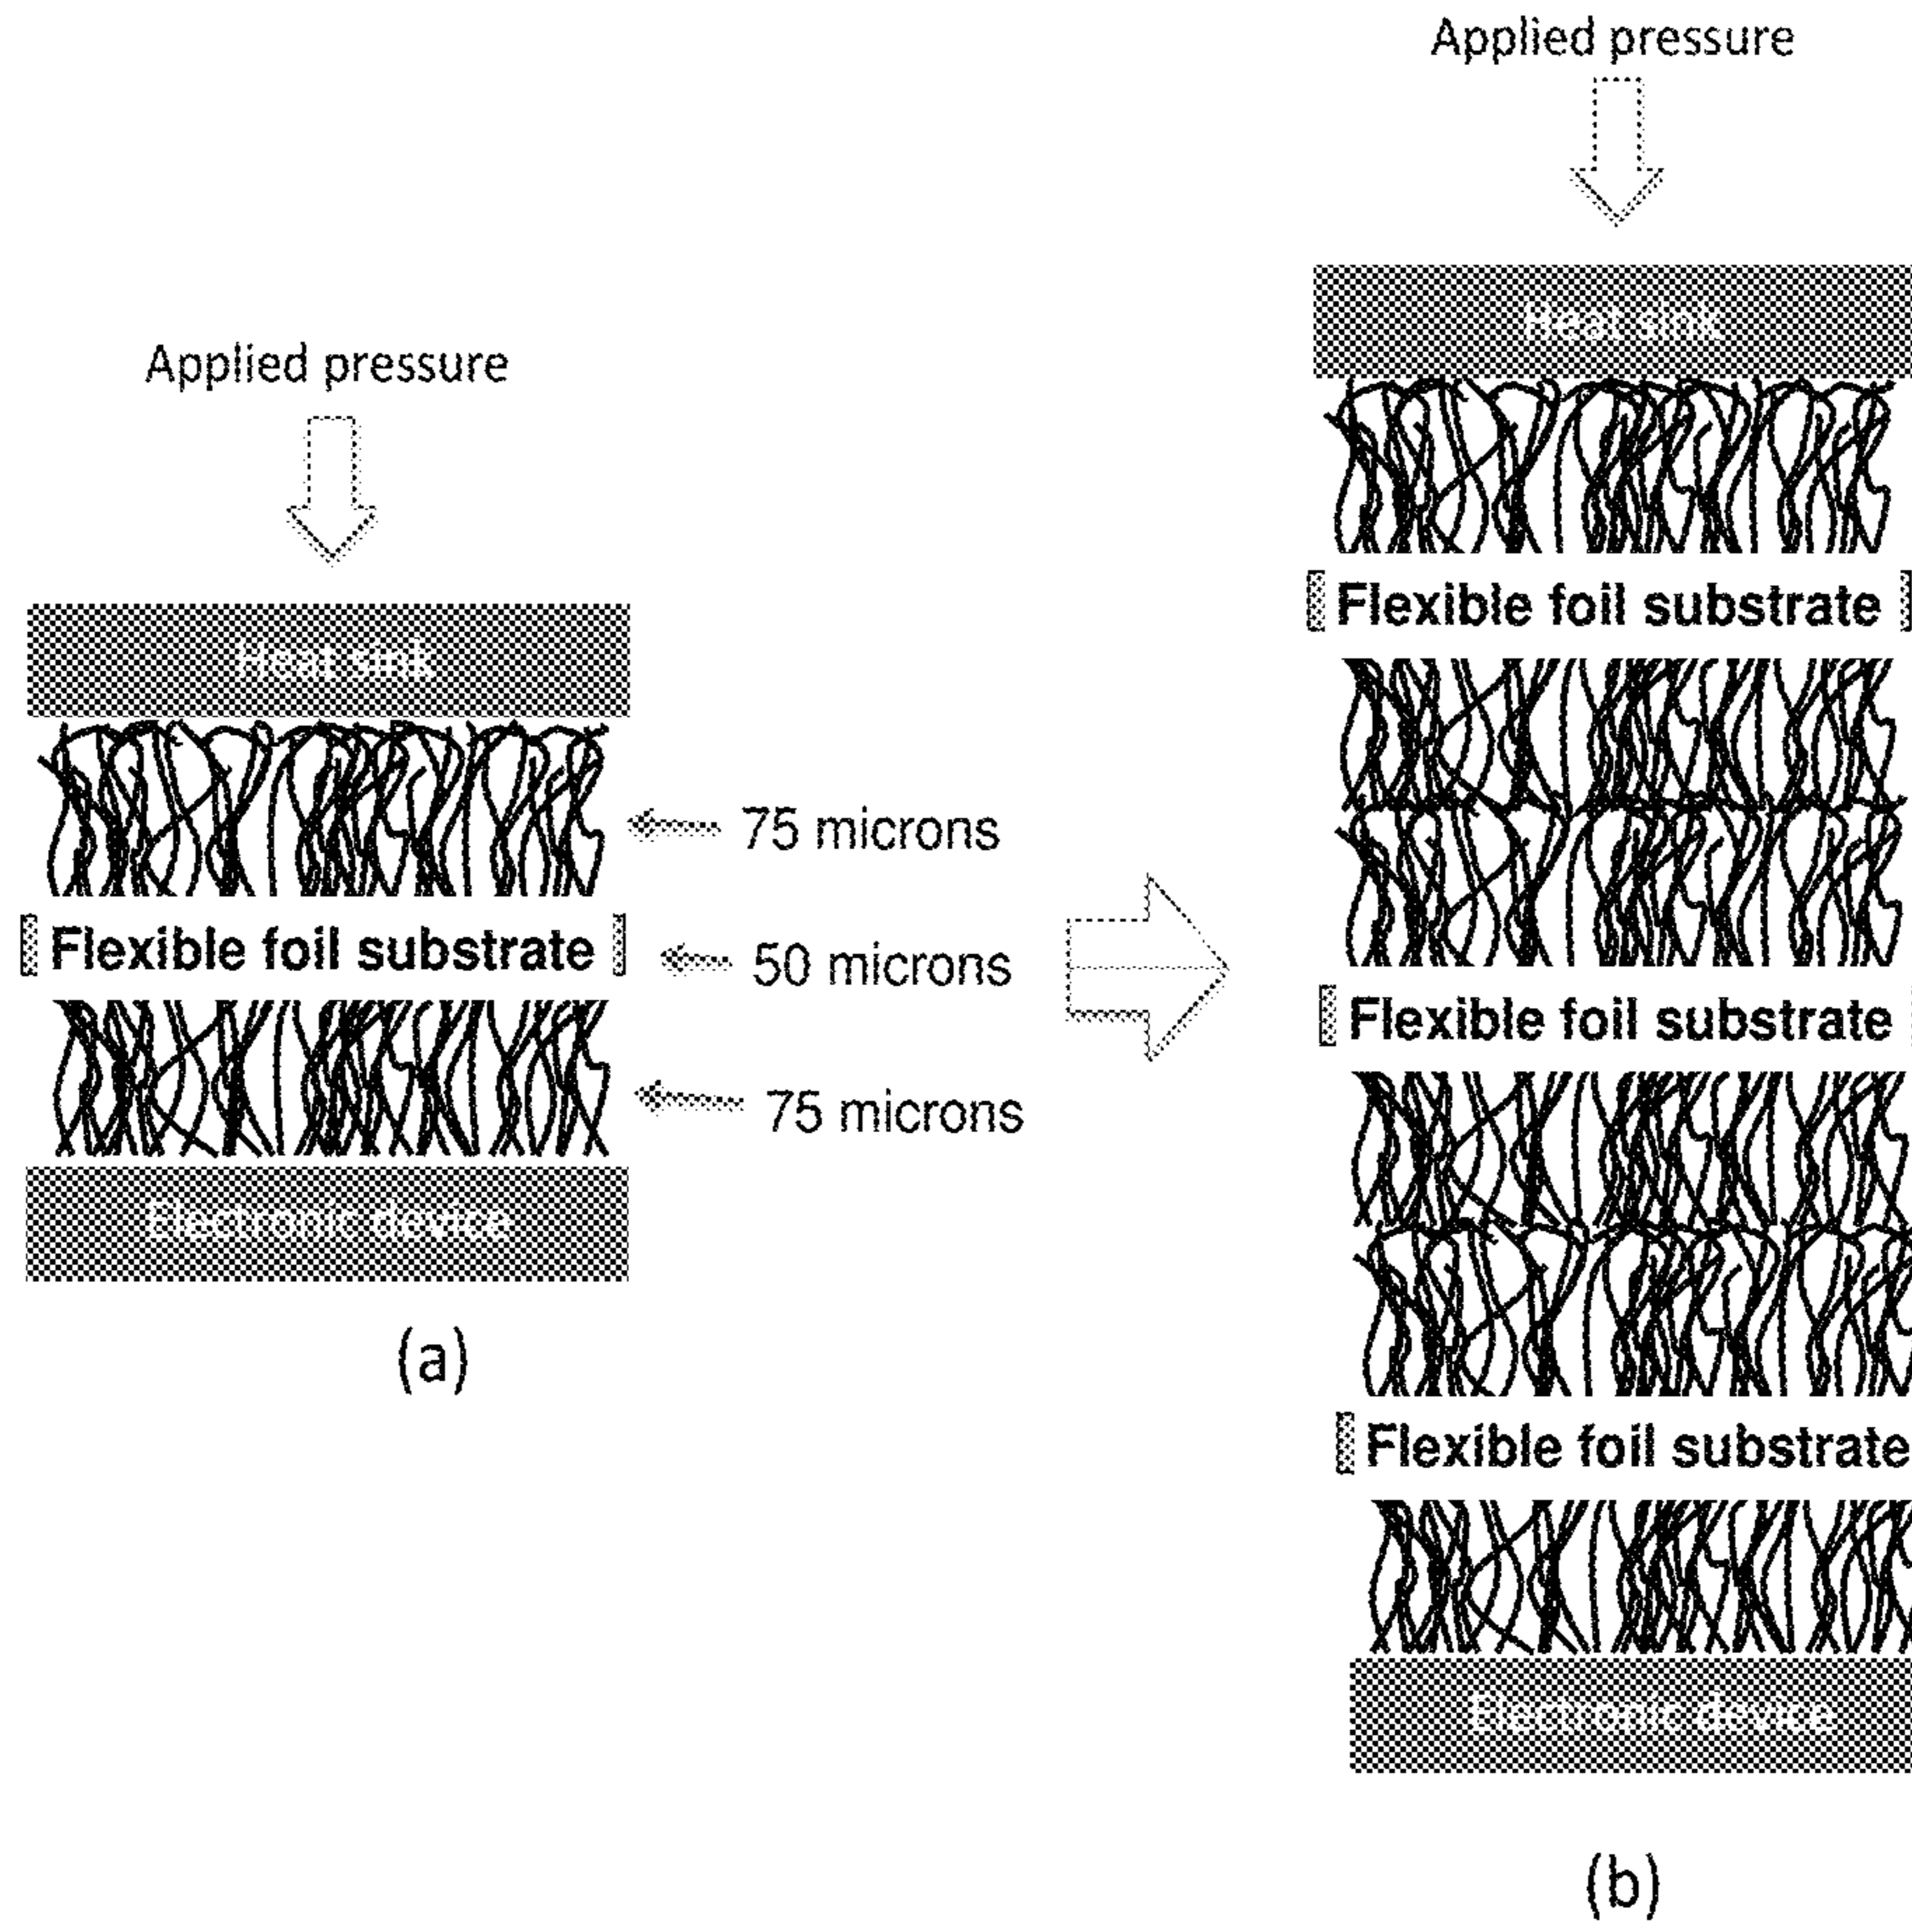 Applied pressure
Heat sink
75 microns
Flexible foil substrate
50 microns
75 microns
Electronic device
(a)
Applied pressure
Heat sink
Flexible foil substrate
Flexible foil substrate
Flexible foil substrate
Electronic device
(b)